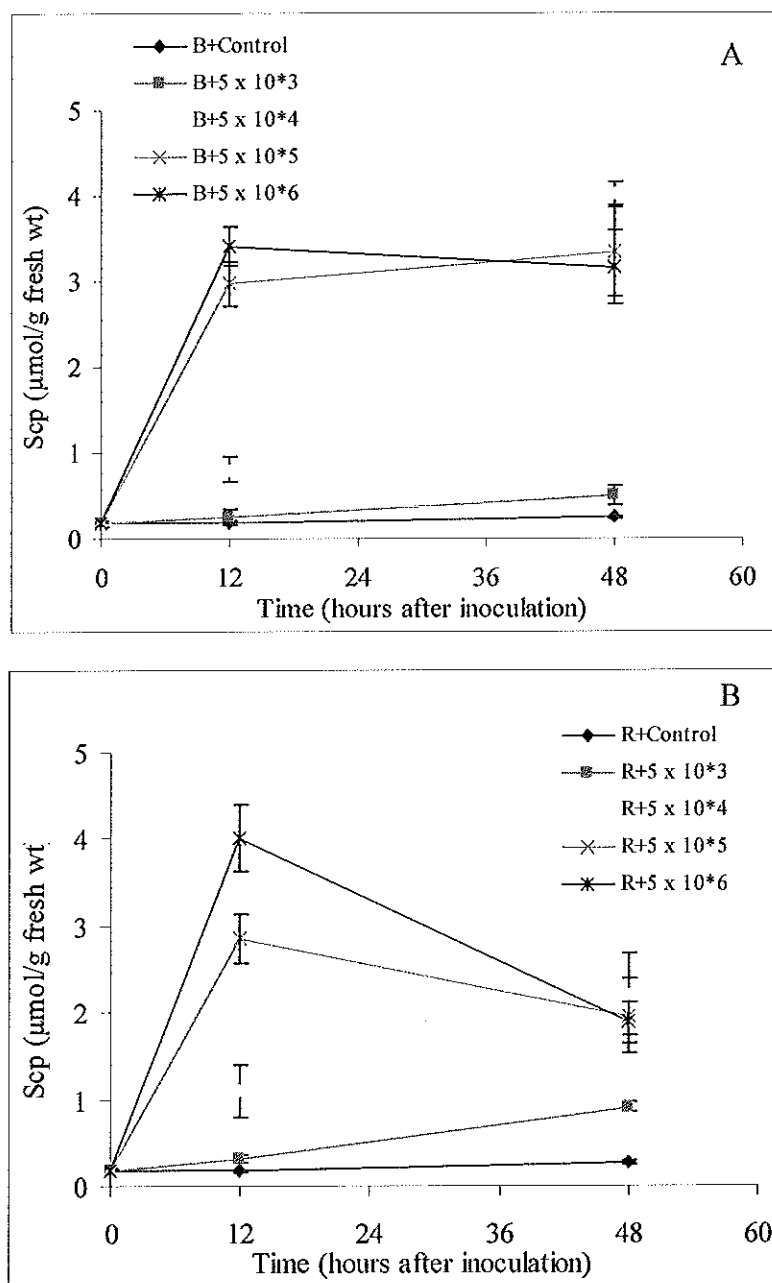 A
B+Control
B+5 x 10*3
B+5 x 10*4
B+5 x 10*5
B+5 x 10*6
Scp (µmol/g fresh wt)
5
4
3
2
1
0
0 12 24 36 48 60
Time (hours after inoculation)
B
R+Control
R+5 x 10*3
R+5 x 10*4
R+5 x 10*5
R+5 x 10*6
Scp (µmol/g fresh wt)
5
4
3
2
1
0
0 12 24 36 48 60
Time (hours after inoculation)